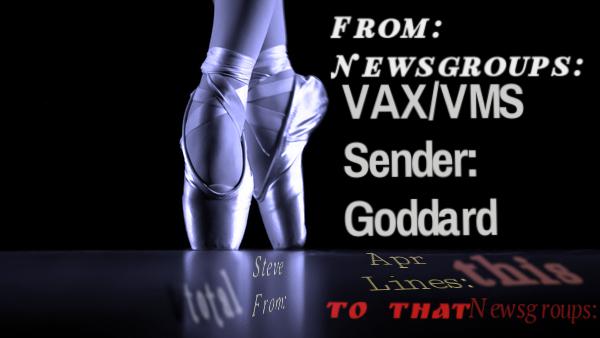 From:
Newsgroups:
VAX/VMS
Sender:
Goddard
total
Steve
From:
Apr
Lines:
this
to that
Newsgroups: